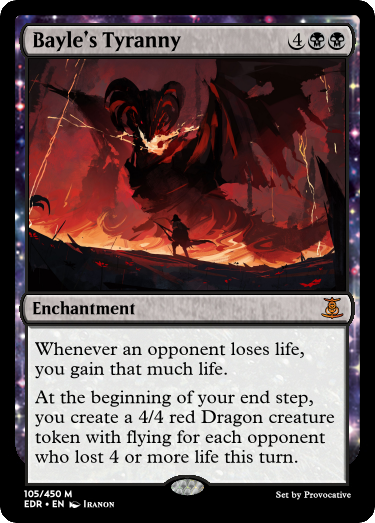 Bayle's Tyranny 4
Enchantment
Whenever an opponent loses life,
you gain that much life.
At the beginning of your end step,
you create a 4/4 red Dragon creature
token with flying for each opponent
who lost 4 or more life this turn.
105/450 M
EDR • EN Iranon
Set by Provocative